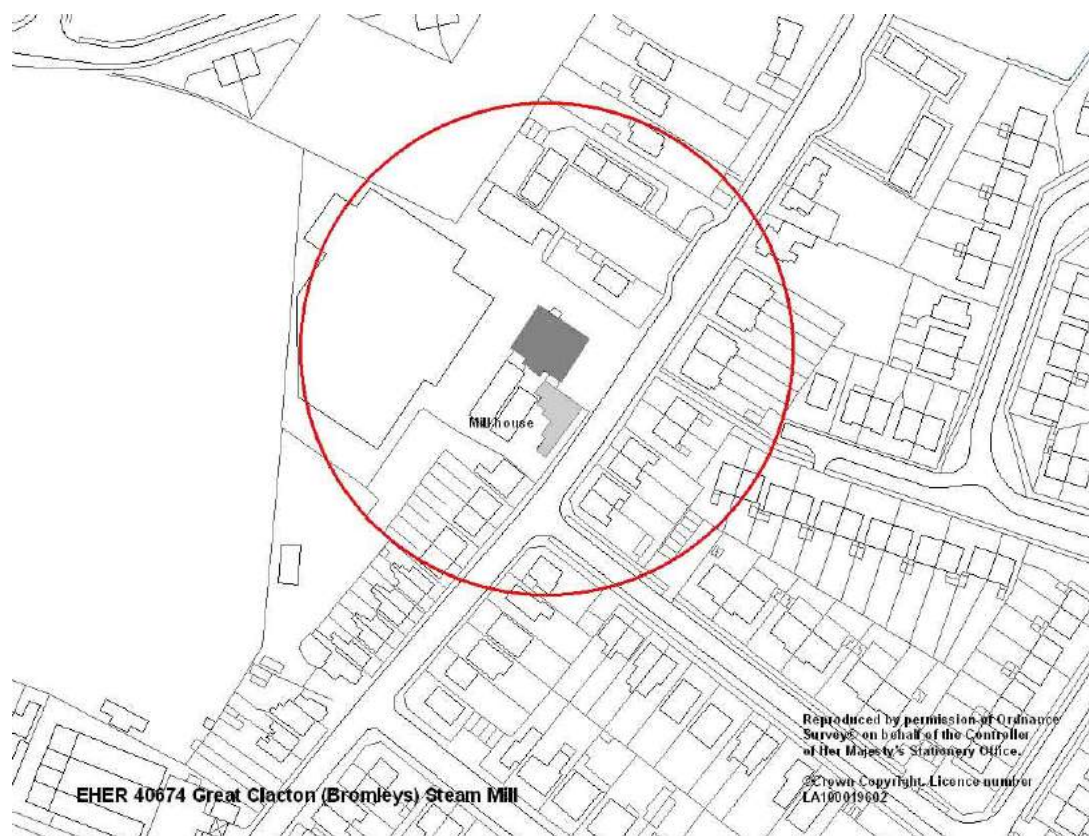 Mill house
Reproduced by permission of Ordnance
Survey© on behalf of the Controller
of Her Majesty's Stationery Office.
©Crown Copyright. Licence number
LA100019602
EHER 40674 Great Clacton (Bromleys) Steam Mill